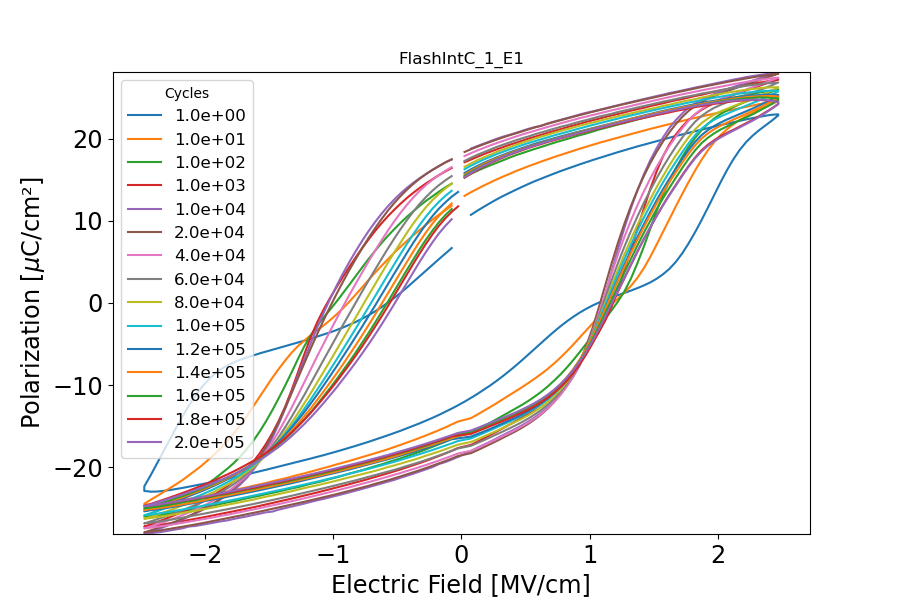 FlashIntC_1_E1
Polarization [μC/cm²]
20
10
0
−10
−20
Cycles
1.0e+00
1.0e+01
1.0e+02
1.0e+03
1.0e+04
2.0e+04
4.0e+04
6.0e+04
8.0e+04
1.0e+05
1.2e+05
1.4e+05
1.6e+05
1.8e+05
2.0e+05
−2 −1 0 1 2
Electric Field [MV/cm]